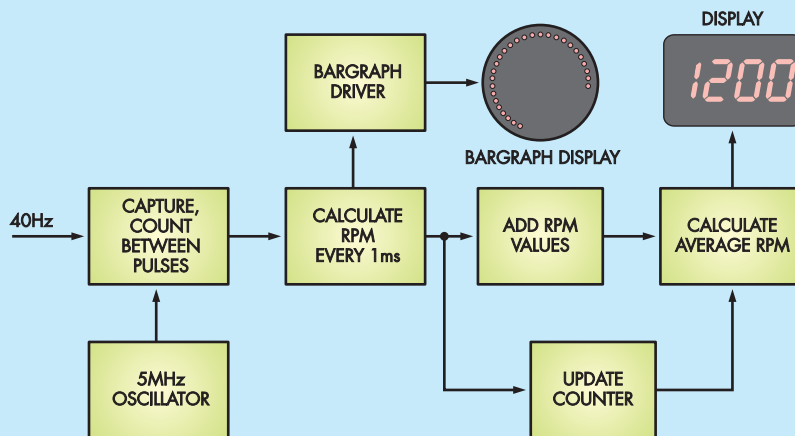 DISPLAY
1200
BARGRAPH
DRIVER
BARGRAPH DISPLAY
40Hz
CAPTURE,
COUNT
BETWEEN
PULSES
CALCULATE
RPM
EVERY 1ms
ADD RPM
VALUES
CALCULATE
AVERAGE RPM
5MHz
OSCILLATOR
UPDATE
COUNTER